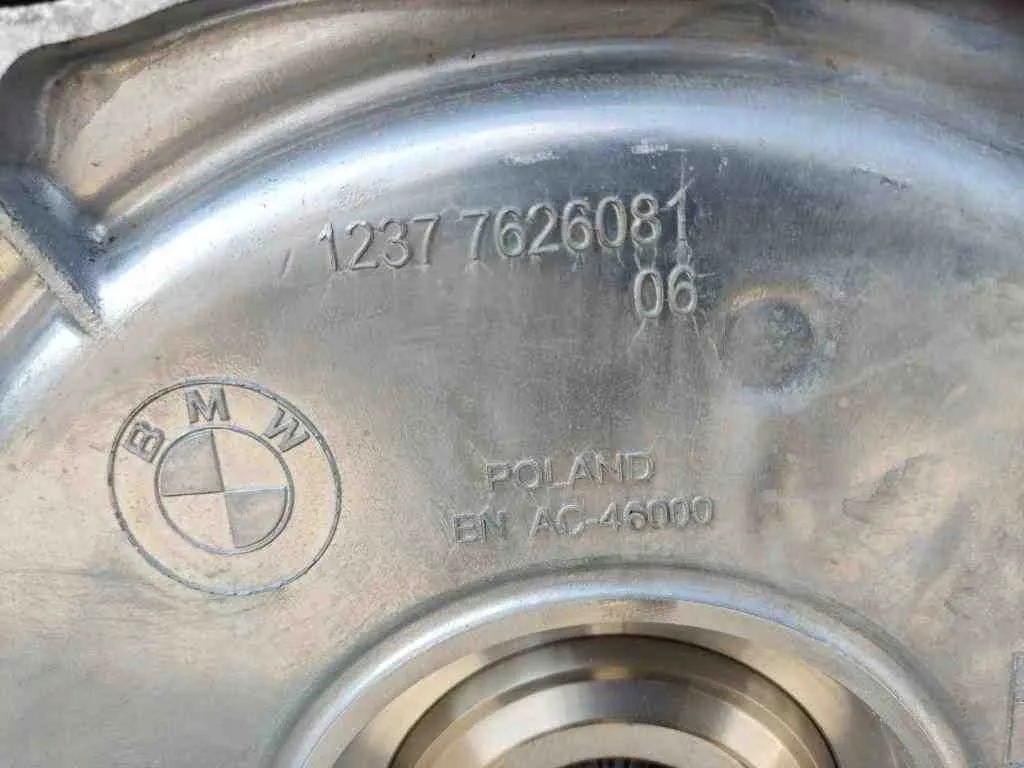 1237 7626081
06
BMW
POLAND
EN AC-46000